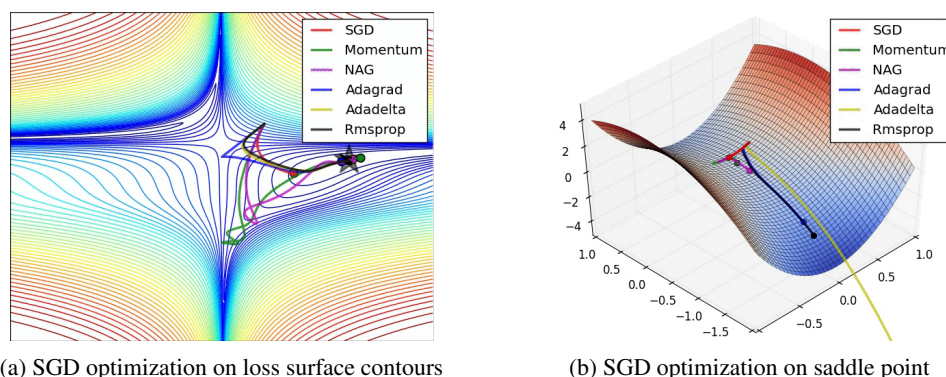 SGD
Momentum
NAG
Adagrad
Adadelta
Rmsprop
SGD
Momentum
NAG
Adagrad
Adadelta
Rmsprop
4
2
0
−2
−4
1.0
0.5
0.0
−0.5
−1.0
−1.5
−0.5
0.0
0.5
1.0
(a) SGD optimization on loss surface contours
(b) SGD optimization on saddle point